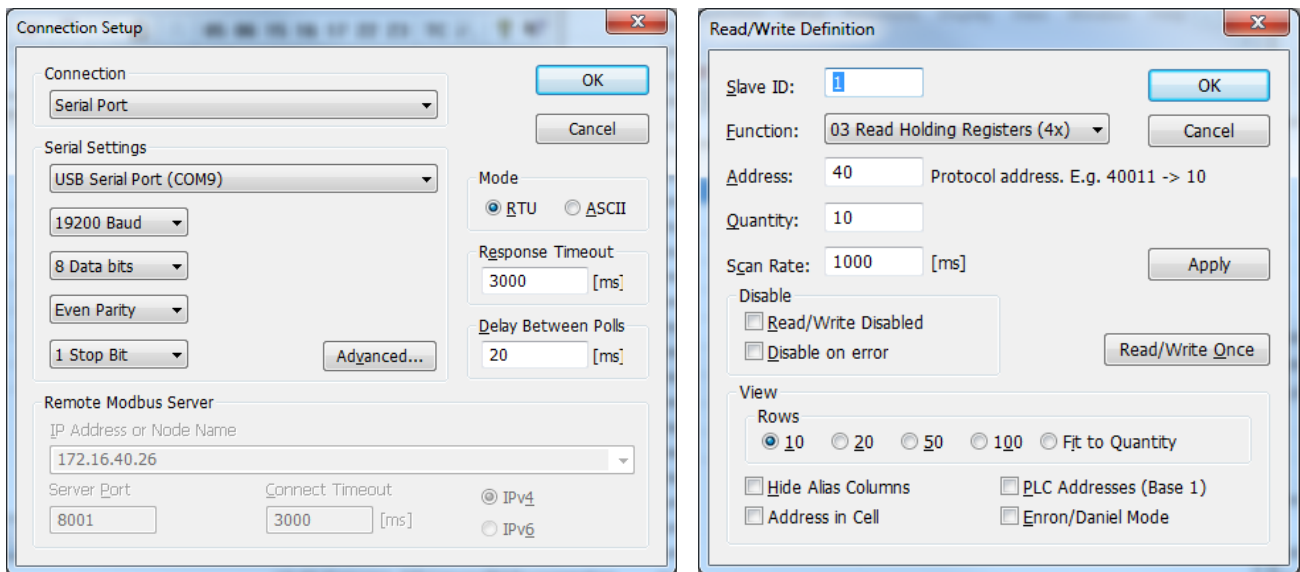 Connection Setup
Connection
OK
Serial Port
Cancel
Serial Settings
USB Serial Port (COM9)
Mode
RTU ASCII
19200 Baud
Response Timeout
8 Data bits
3000 [ms]
Even Parity
Delay Between Polls
1 Stop Bit Advanced... 20 [ms]
Remote Modbus Server
IP Address or Node Name
172.16.40.26
Server Port Connect Timeout IPv4
8001 3000 [ms] IPv6
Read/Write Definition
Slave ID: 1 OK
Function: 03 Read Holding Registers (4x) Cancel
Address: 40 Protocol address. E.g. 40011 -> 10
Quantity: 10
Scan Rate: 1000 [ms] Apply
Disable
Read/Write Disabled
Disable on error Read/Write Once
View
Rows
10 20 50 100 Fit to Quantity
Hide Alias Columns PLC Addresses (Base 1)
Address in Cell Enron/Daniel Mode